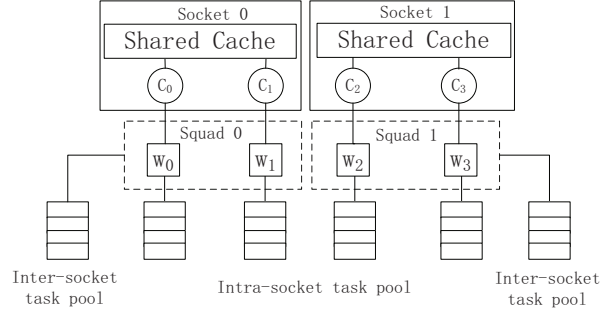 Socket 0
Socket 1
Shared Cache
Shared Cache
C0
C1
C2
C3
Squad 0
Squad 1
W0
W1
W2
W3
Inter-socket
task pool
Intra-socket task pool
Inter-socket
task pool